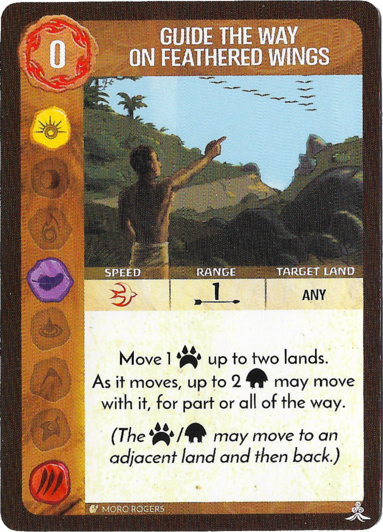 0
GUIDE THE WAY
ON FEATHERED WINGS
SPEED RANGE TARGET LAND
1 ANY
Move 1 up to two lands.
As it moves, up to 2 may move
with it, for part or all of the way.
(The / may move to an
adjacent land and then back.)
MORO ROGERS